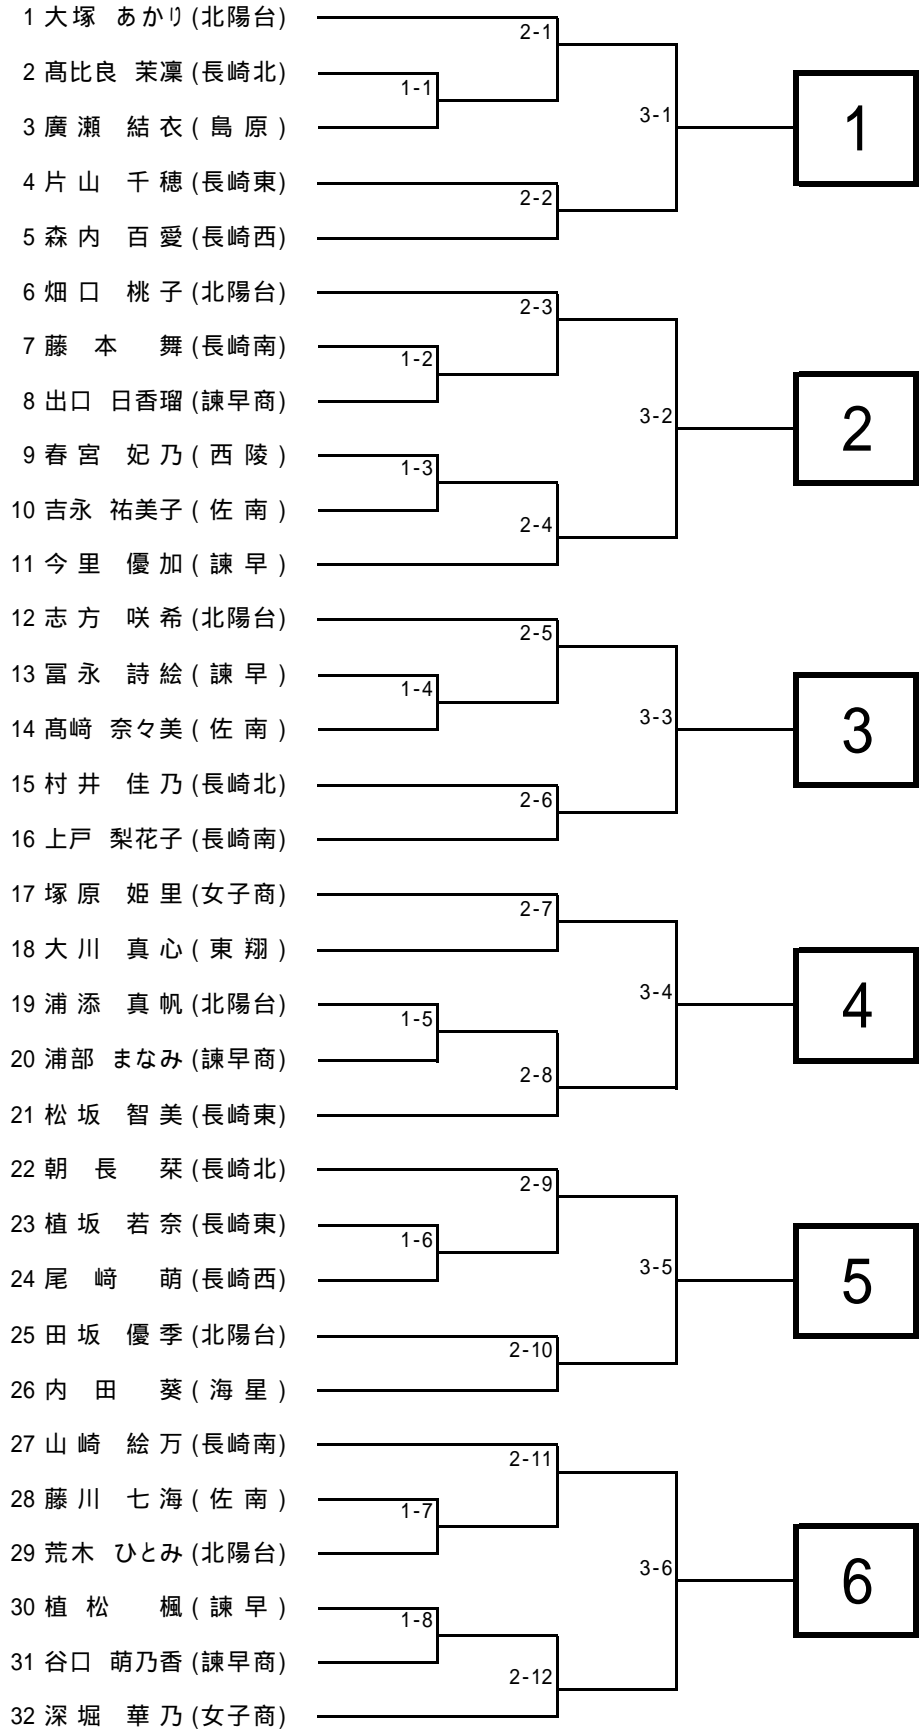 1 大塚 あかり (北陽台)
2-1
2 髙比良 茉凜 (長崎北)
1-1
3 廣瀬 結衣 (島原)
3-1
1
4 片山 千穂 (長崎東)
2-2
5 森内 百愛 (長崎西)
6 畑口 桃子 (北陽台)
2-3
7 藤本 舞 (長崎南)
1-2
8 出口 日香瑠 (諫早商)
3-2
2
9 春宮 妃乃 (西陵)
1-3
10 吉永 祐美子 (佐南)
2-4
11 今里 優加 (諫早)
12 志方 咲希 (北陽台)
2-5
13 冨永 詩絵 (諫早)
1-4
14 髙﨑 奈々美 (佐南)
3-3
3
15 村井 佳乃 (長崎北)
2-6
16 上戸 梨花子 (長崎南)
17 塚原 姫里 (女子商)
2-7
18 大川 真心 (東翔)
3-4
4
19 浦添 真帆 (北陽台)
1-5
20 浦部 まなみ (諫早商)
2-8
21 松坂 智美 (長崎東)
22 朝長 栞 (長崎北)
2-9
23 植坂 若奈 (長崎東)
1-6
24 尾﨑 萌 (長崎西)
3-5
5
25 田坂 優季 (北陽台)
2-10
26 内田 葵 (海星)
27 山崎 絵万 (長崎南)
2-11
28 藤川 七海 (佐南)
1-7
29 荒木 ひとみ (北陽台)
3-6
6
30 植松 楓 (諫早)
1-8
31 谷口 萌乃香 (諫早商)
2-12
32 深堀 華乃 (女子商)